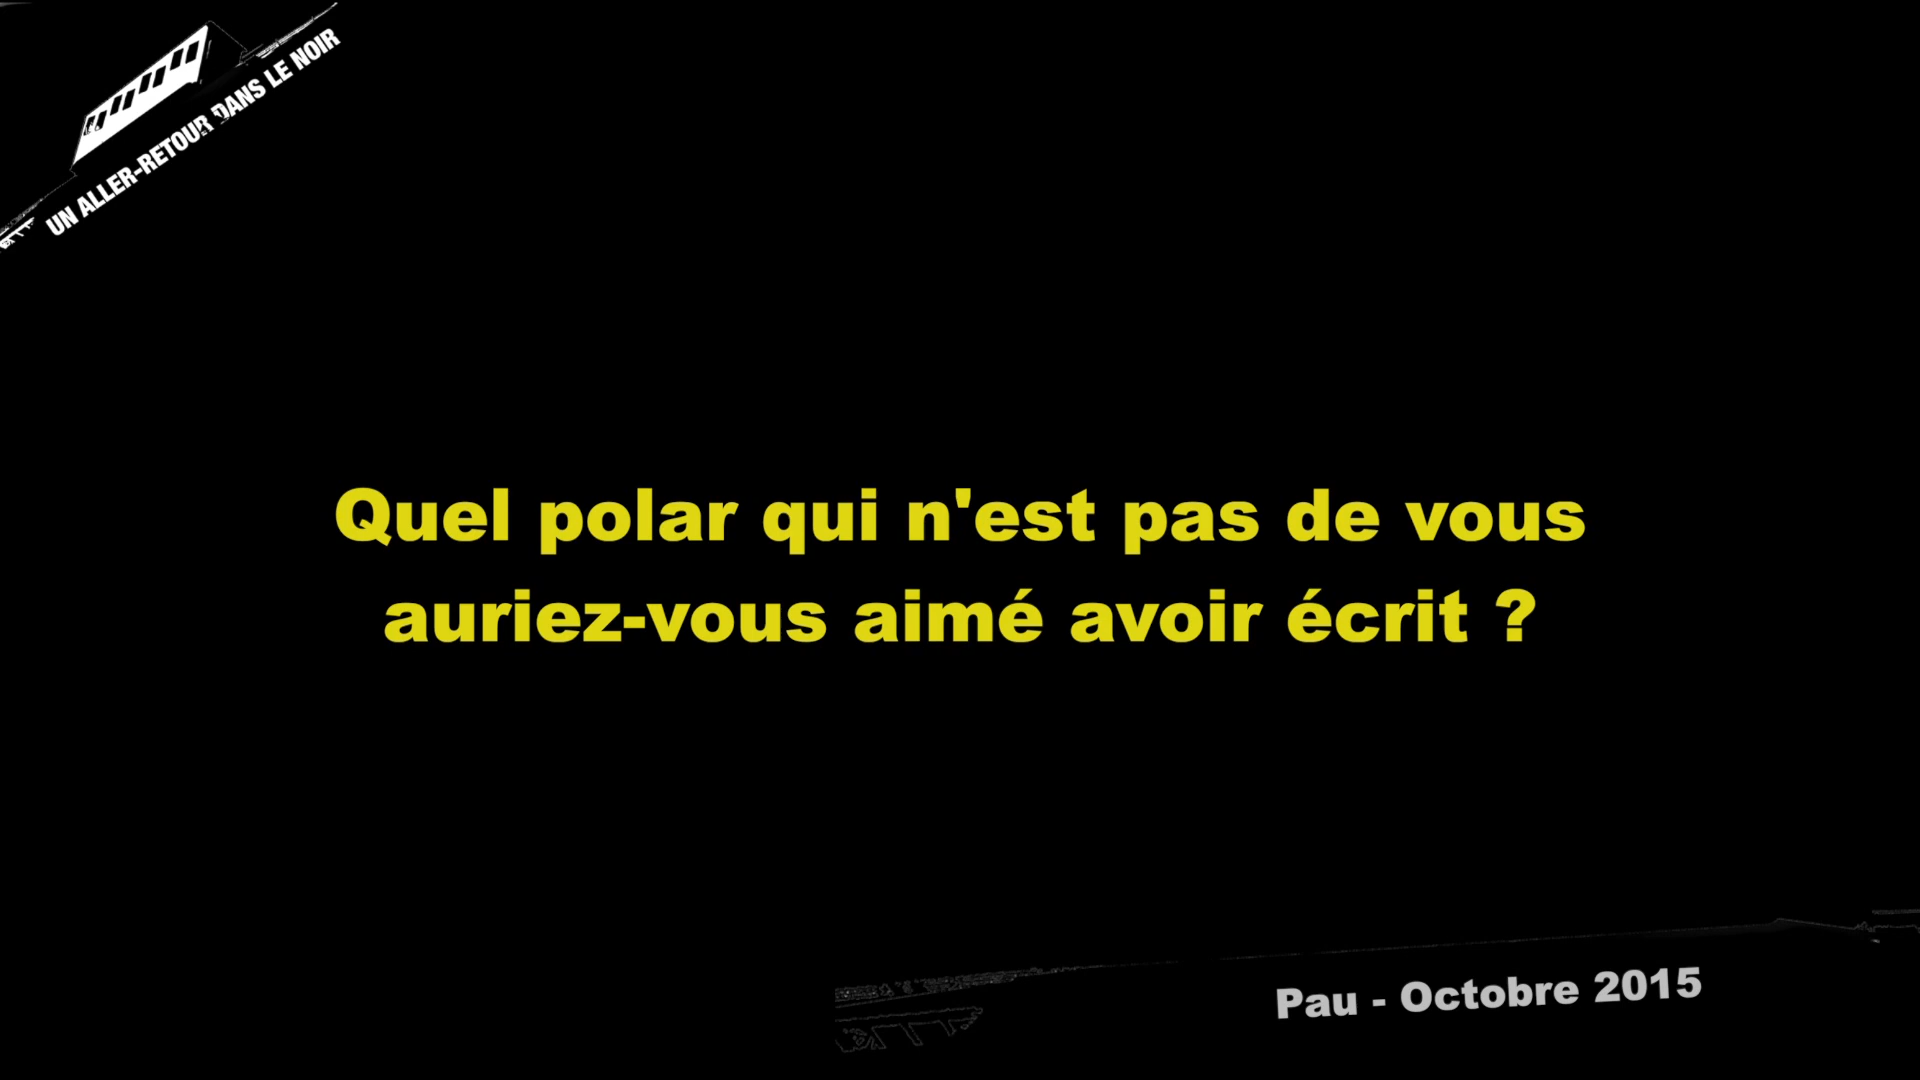 UN ALLER-RETOUR DANS LE NOIR
Quel polar qui n'est pas de vous
auriez-vous aimé avoir écrit ?
Pau - Octobre 2015